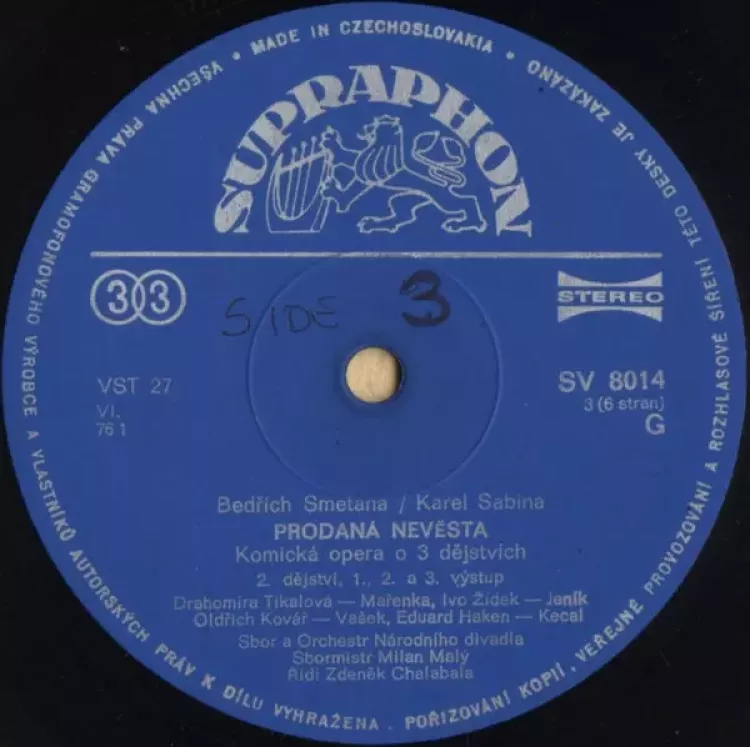 • MADE IN CZECHOSLOVAKIA •
VŠECHNA PRÁVA GRAMOFONOVÉHO VÝROBCE A VLASTNÍKŮ AUTORSKÝCH PRÁV K DÍLU VYHRAŽENA . POŘIZOVÁNÍ KOPIÍ . VEŘEJNÉ PROVOZOVÁNÍ A ROZHLASOVÉ ŠÍŘENÍ TÉTO DESKY JE ZAKÁZÁNO
SUPRAPHON
33
STEREO
SIDE 3
VST 27
SV 8014
VI.
3 (6 stran)
76 1
G
Bedřich Smetana / Karel Sabina
PRODANÁ NEVĚSTA
Komická opera o 3 dějstvích
2. dějství, 1., 2. a 3. výstup
Drahomíra Tikalová — Mařenka, Ivo Žídek — Jeník
Oldřich Kovář — Vašek, Eduard Haken — Kecal
Sbor a Orchestr Národního divadla
Sbormistr Milan Malý
Řídí Zdeněk Chalabala